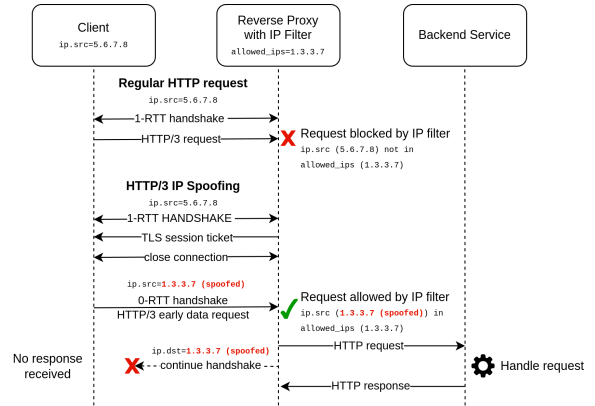 Client
ip.src=5.6.7.8
Reverse Proxy
with IP Filter
allowed_ips=1.3.3.7
Backend Service
Regular HTTP request
ip.src=5.6.7.8
1-RTT handshake
HTTP/3 request
X
Request blocked by IP filter
ip.src (5.6.7.8) not in
allowed_ips (1.3.3.7)
HTTP/3 IP Spoofing
ip.src=5.6.7.8
1-RTT HANDSHAKE
TLS session ticket
close connection
ip.src=1.3.3.7 (spoofed)
0-RTT handshake
HTTP/3 early data request
Request allowed by IP filter
ip.src (1.3.3.7 (spoofed)) in
allowed_ips (1.3.3.7)
HTTP request
ip.dst=1.3.3.7 (spoofed)
No response
received
X
continue handshake
Handle request
HTTP response